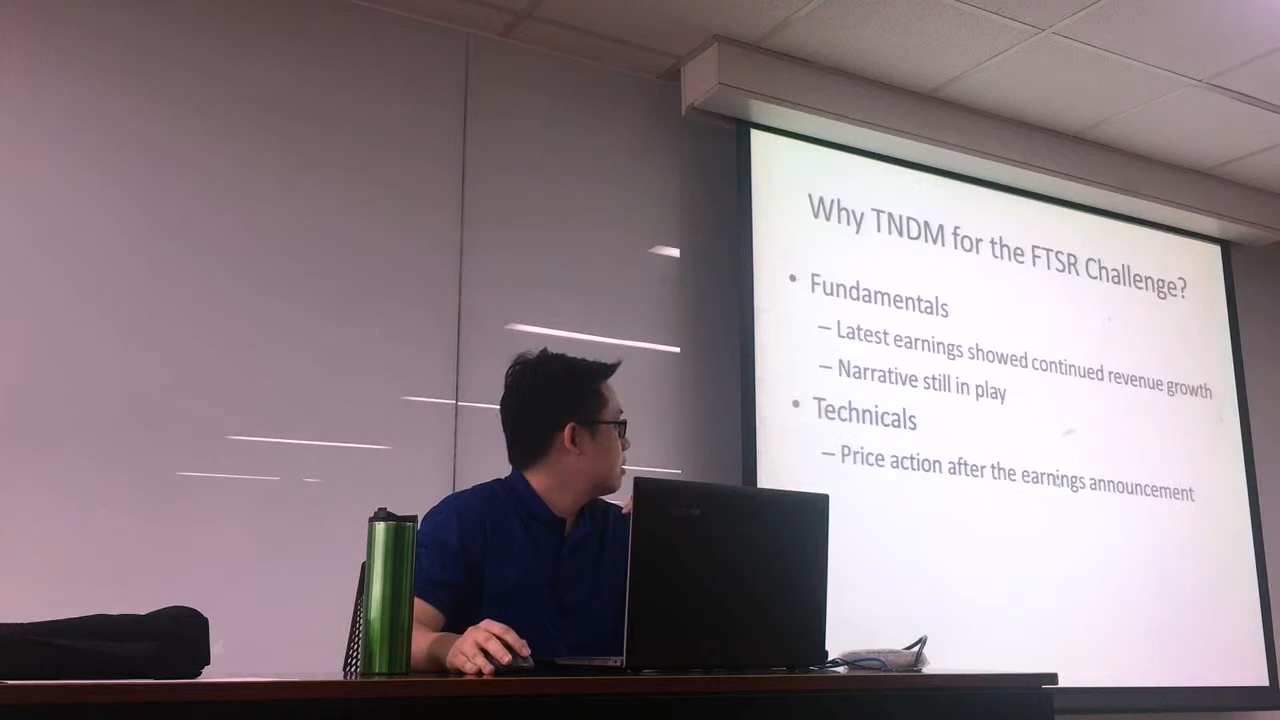 Why TNDM for the FTSR Challenge?
• Fundamentals
– Latest earnings showed continued revenue growth
– Narrative still in play
• Technicals
– Price action after the earnings announcement